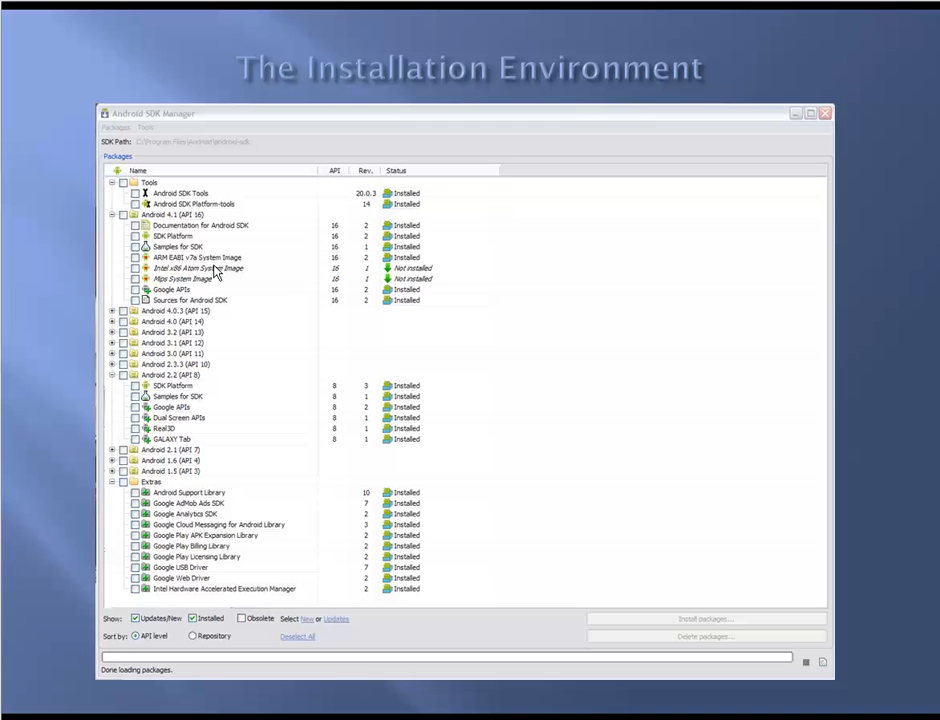 The Installation Environment
Android SDK Manager
Packages Tools
SDK Path: C:\Program Files\Android\android-sdk
Packages
Name API Rev. Status
Tools
Android SDK Tools 20.0.3 Installed
Android SDK Platform-tools 14 Installed
Android 4.1 (API 16)
Documentation for Android SDK 16 2 Installed
SDK Platform 16 2 Installed
Samples for SDK 16 1 Installed
ARM EABI v7a System Image 16 2 Installed
Intel x86 Atom System Image 16 1 Not installed
Mips System Image 16 1 Not installed
Google APIs 16 2 Installed
Sources for Android SDK 16 2 Installed
Android 4.0.3 (API 15)
Android 4.0 (API 14)
Android 3.2 (API 13)
Android 3.1 (API 12)
Android 3.0 (API 11)
Android 2.3.3 (API 10)
Android 2.2 (API 8)
SDK Platform 8 3 Installed
Samples for SDK 8 1 Installed
Google APIs 8 2 Installed
Dual Screen APIs 8 1 Installed
Real3D 8 1 Installed
GALAXY Tab 8 1 Installed
Android 2.1 (API 7)
Android 1.6 (API 4)
Android 1.5 (API 3)
Extras
Android Support Library 10 Installed
Google AdMob Ads SDK 7 Installed
Google Analytics SDK 2 Installed
Google Cloud Messaging for Android Library 3 Installed
Google Play APK Expansion Library 2 Installed
Google Play Billing Library 2 Installed
Google Play Licensing Library 2 Installed
Google USB Driver 7 Installed
Google Web Driver 2 Installed
Intel Hardware Accelerated Execution Manager 2 Installed
Show: Updates/New Installed Obsolete Select New or Updates Install packages...
Sort by: API level Repository Deselect All Delete packages...
Done loading packages.